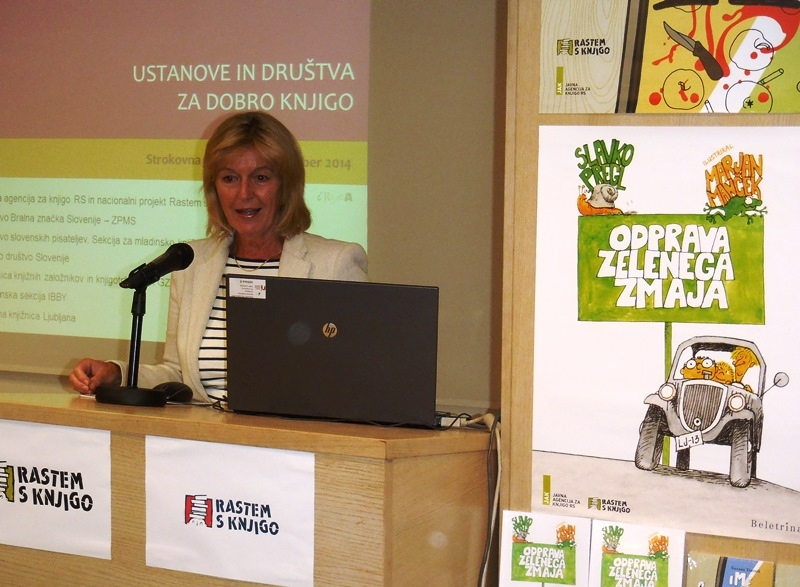 USTANOVE IN DRUŠTVA
ZA DOBRO KNJIGO
Strokovna
ber 2014
agencija za knjigo RS in nacionalni projekt Rastem
Bralna značka Slovenije – ZPMS
slovenskih pisateljev, Sekcija za mladinsko
društvo Slovenije
knjižnih založnikov in
sekcija IBBY
knjižnica Ljubljana
hp
RASTEM
S KNJIGO
RASTEM
S KNJIGO
RASTEM
S KNJIGO
JAK
JAVNA
AGENCIJA ZA
KNJIGO RS
SLAVKO
PREGL
ILUSTRIRAL
MARJAN
MANČEK
ODPRAVA
ZELENEGA
ZMAJA
LJ-13
JAK
JAVNA
AGENCIJA ZA
KNJIGO RS
RASTEM
S KNJIGO
Beletrina
ODPRAVA
ZELENEGA
ZMAJA
ODPRAVA
ZELENEGA
ZMAJA